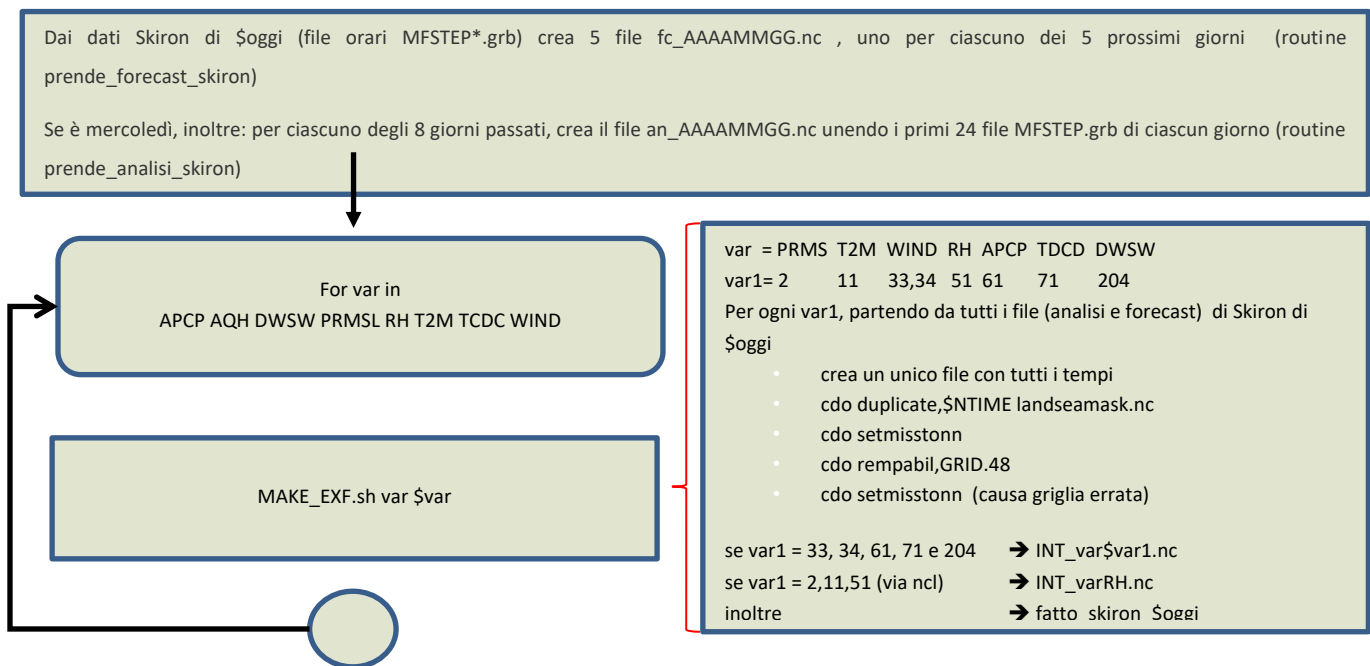 Dai dati Skiron di $oggi (file orari MFSTEP*.grb) crea 5 file fc_AAAAMMGG.nc , uno per ciascuno dei 5 prossimi giorni (routine
prende_forecast_skiron)
Se è mercoledì, inoltre: per ciascuno degli 8 giorni passati, crea il file an_AAAAMMGG.nc unendo i primi 24 file MFSTEP.grb di ciascun giorno (routine
prende_analisi_skiron)
For var in
APCP AQH DWSW PRMSL RH T2M TCDC WIND
MAKE_EXF.sh var $var
var = PRMS T2M WIND RH APCP TDCD DWSW
var1= 2 11 33,34 51 61 71 204
Per ogni var1, partendo da tutti i file (analisi e forecast) di Skiron di
$oggi
• crea un unico file con tutti i tempi
• cdo duplicate,$NTIME landseamask.nc
• cdo setmisstonn
• cdo rempabil,GRID.48
• cdo setmisstonn (causa griglia errata)
se var1 = 33, 34, 61, 71 e 204 ➔ INT_var$var1.nc
se var1 = 2,11,51 (via ncl) ➔ INT_varRH.nc
inoltre ➔ fatto_skiron_$oggi